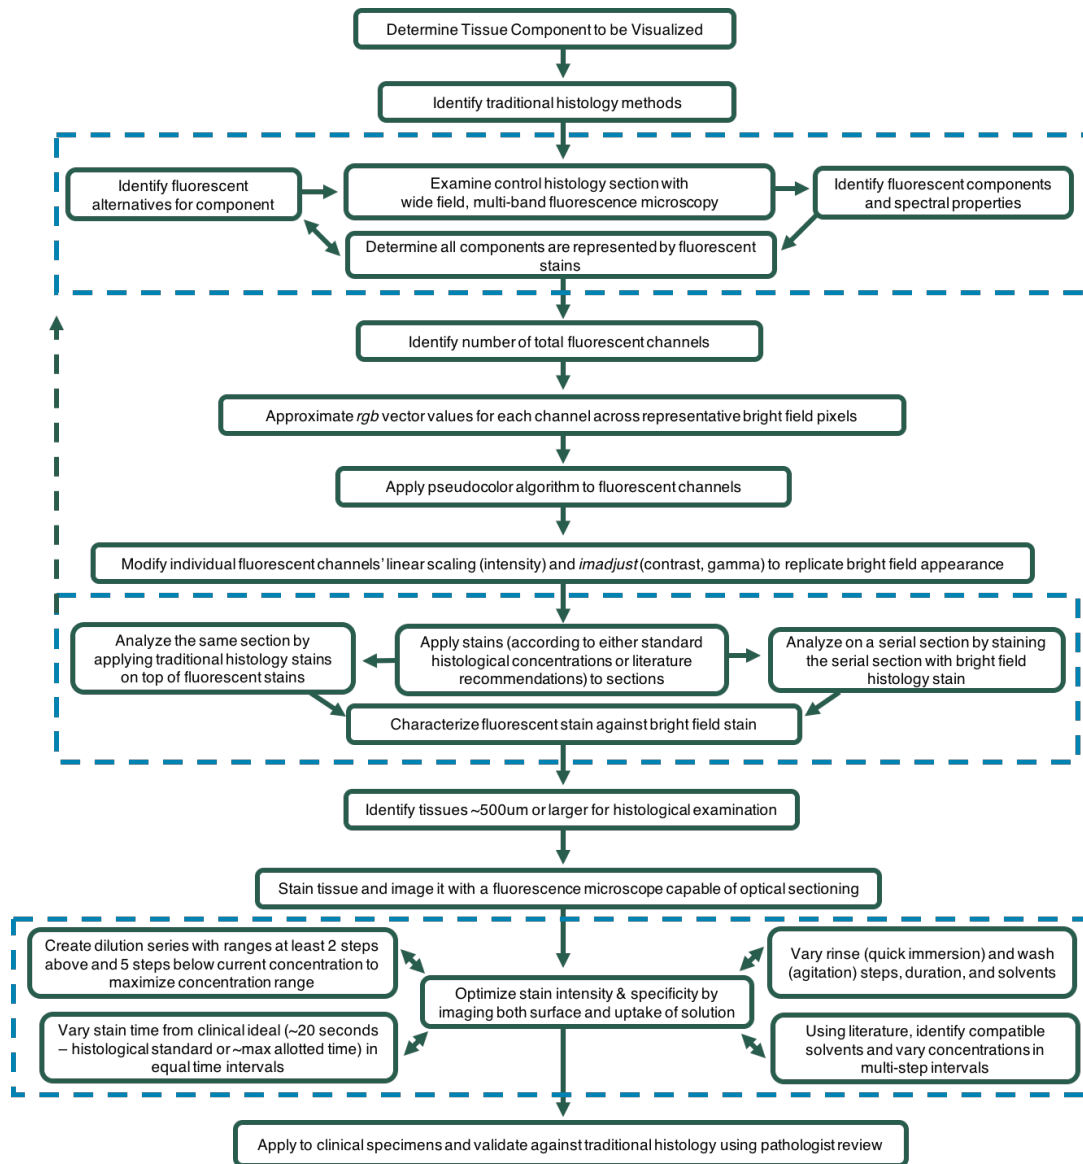 Determine Tissue Component to be Visualized
Identify traditional histology methods
Identify fluorescent
alternatives for component
Examine control histology section with
wide field, multi-band fluorescence microscopy
Identify fluorescent components
and spectral properties
Determine all components are represented by fluorescent
stains
Identify number of total fluorescent channels
Approximate rgb vector values for each channel across representative bright field pixels
Apply pseudocolor algorithm to fluorescent channels
Modify individual fluorescent channels' linear scaling (intensity) and imadjust (contrast, gamma) to replicate bright field appearance
Analyze the same section by
applying traditional histology stains
on top of fluorescent stains
Apply stains (according to either standard
histological concentrations or literature
recommendations) to sections
Analyze on a serial section by staining
the serial section with bright field
histology stain
Characterize fluorescent stain against bright field stain
Identify tissues ~500um or larger for histological examination
Stain tissue and image it with a fluorescence microscope capable of optical sectioning
Create dilution series with ranges at least 2 steps
above and 5 steps below current concentration to
maximize concentration range
Vary rinse (quick immersion) and wash
(agitation) steps, duration, and solvents
Optimize stain intensity & specificity by
imaging both surface and uptake of solution
Vary stain time from clinical ideal (~20 seconds
– histological standard or ~max allotted time) in
equal time intervals
Using literature, identify compatible
solvents and vary concentrations in
multi-step intervals
Apply to clinical specimens and validate against traditional histology using pathologist review